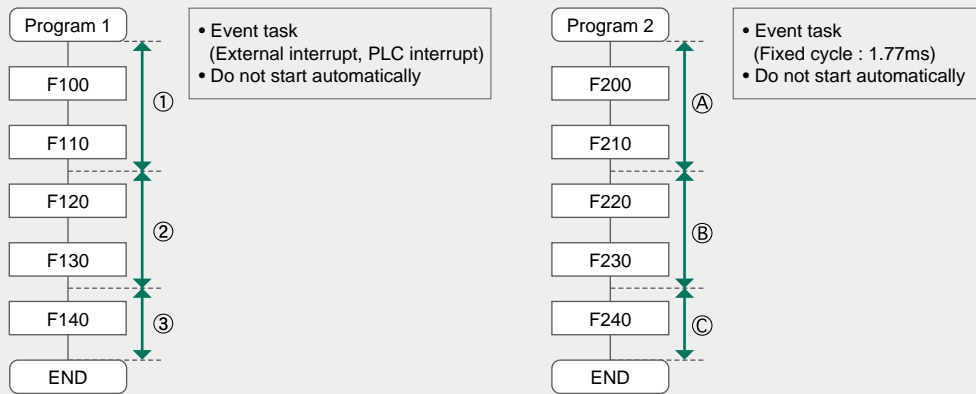 Program 1
F100
F110
F120
F130
F140
END
①
②
③
• Event task
(External interrupt, PLC interrupt)
• Do not start automatically
Program 2
F200
F210
F220
F230
F240
END
Ⓐ
Ⓑ
Ⓒ
• Event task
(Fixed cycle : 1.77ms)
• Do not start automatically